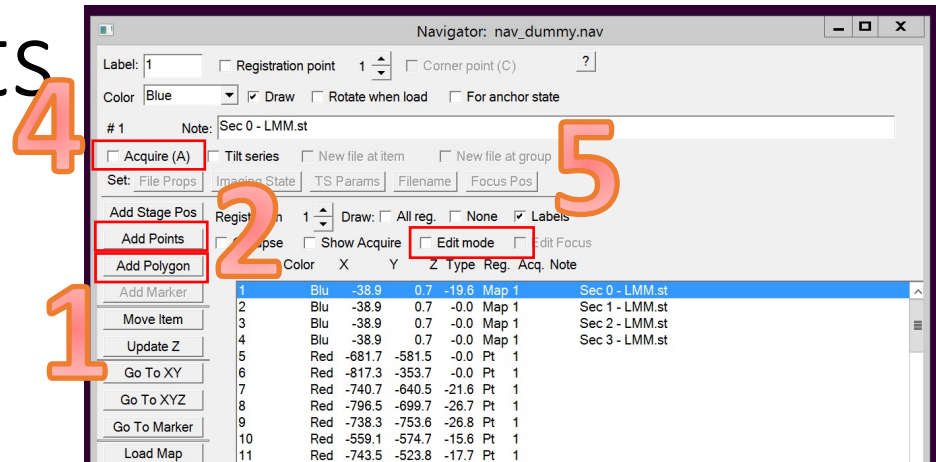 ts
Navigator: nav_dummy.nav
Label: 1 Registration point 1 Corner point (C) ?
Color Blue Draw Rotate when load For anchor state
4
# 1 Note: Sec 0 - LMM.st
5
Acquire (A) Tilt series New file at item New file at group
Set: File Props Imaging State TS Params Filename Focus Pos
2
Add Stage Pos Registration 1 Draw: All reg. None Labels
Add Points Collapse Show Acquire Edit mode Edit Focus
Add Polygon Color X Y Z Type Reg. Acq. Note
Add Marker 1 Blu -38.9 0.7 -19.6 Map 1 Sec 0 - LMM.st
2 Blu -38.9 0.7 -0.0 Map 1 Sec 1 - LMM.st
1
Move Item 3 Blu -38.9 0.7 -0.0 Map 1 Sec 2 - LMM.st
Update Z 4 Blu -38.9 0.7 -0.0 Map 1 Sec 3 - LMM.st
5 Red -681.7 -581.5 -0.0 Pt 1
Go To XY 6 Red -817.3 -353.7 -0.0 Pt 1
7 Red -740.7 -640.5 -21.6 Pt 1
Go To XYZ 8 Red -796.5 -699.7 -26.7 Pt 1
Go To Marker 9 Red -738.3 -753.6 -26.8 Pt 1
10 Red -559.1 -574.7 -15.6 Pt 1
Load Map 11 Red -743.5 -523.8 -17.7 Pt 1